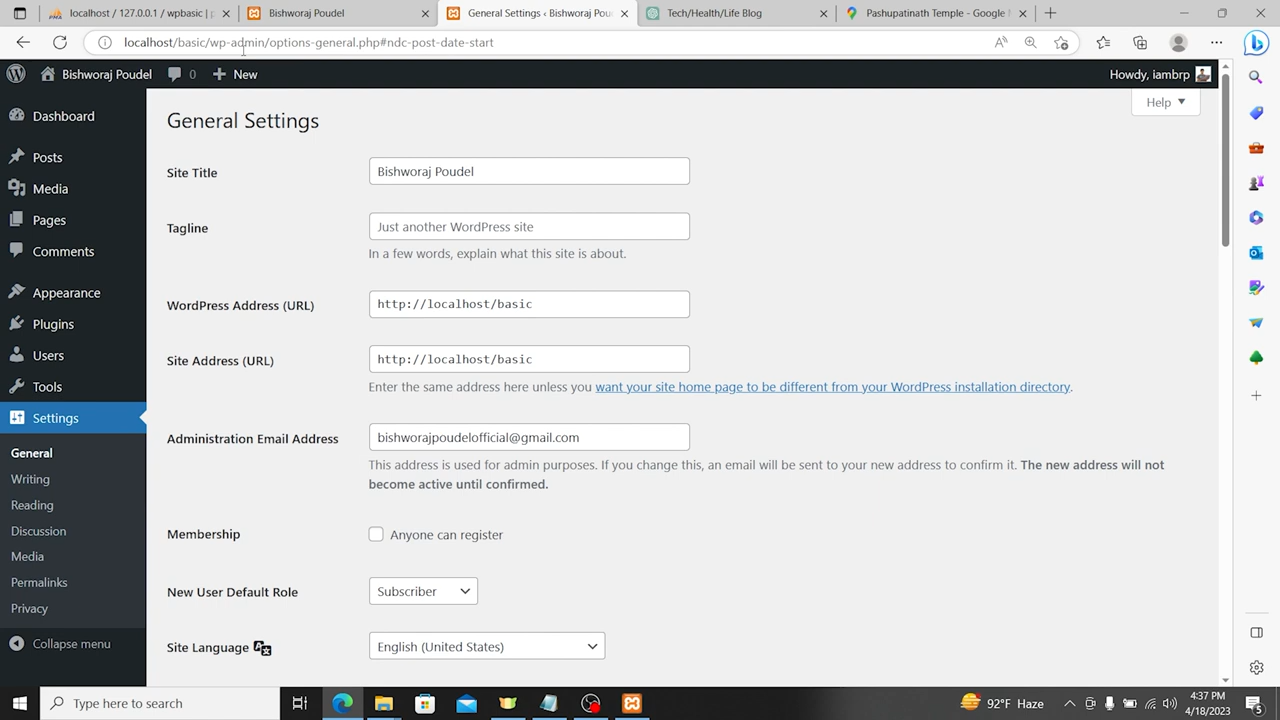 localhost / 127.0.0.1 / wpbasic | p
Bishworaj Poudel
General Settings ‹ Bishworaj Pou
Tech/Health/Life Blog
Pashupatinath Temple - Google M
localhost/basic/wp-admin/options-general.php#ndc-post-date-start
Bishworaj Poudel
0
New
Howdy, iambrp
Help
Dashboard
Posts
Media
Pages
Comments
Appearance
Plugins
Users
Tools
Settings
General
Writing
Reading
Discussion
Media
Permalinks
Privacy
Collapse menu
General Settings
Site Title
Bishworaj Poudel
Tagline
Just another WordPress site
In a few words, explain what this site is about.
WordPress Address (URL)
http://localhost/basic
Site Address (URL)
http://localhost/basic
Enter the same address here unless you want your site home page to be different from your WordPress installation directory.
Administration Email Address
bishworajpoudelofficial@gmail.com
This address is used for admin purposes. If you change this, an email will be sent to your new address to confirm it. The new address will not
become active until confirmed.
Membership
Anyone can register
New User Default Role
Subscriber
Site Language
English (United States)
Type here to search
92°F Haze
4:37 PM
4/18/2023
5